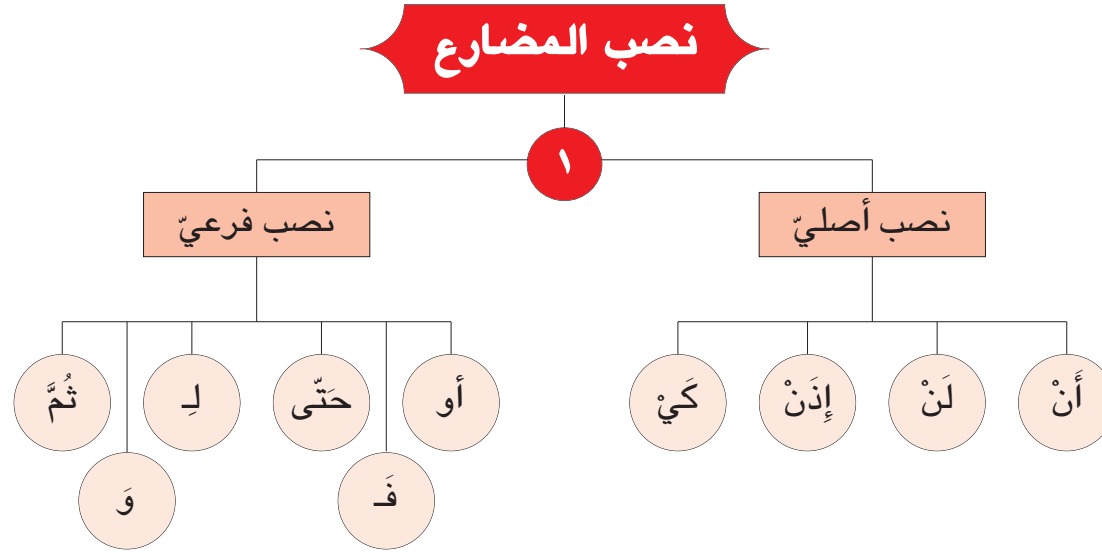 نصب المضارع
١
نصب أصليّ
نصب فرعيّ
أَنْ
لَنْ
إِذَنْ
كَيْ
أو
فَـ
حَتّى
لِـ
وَ
ثُمَّ